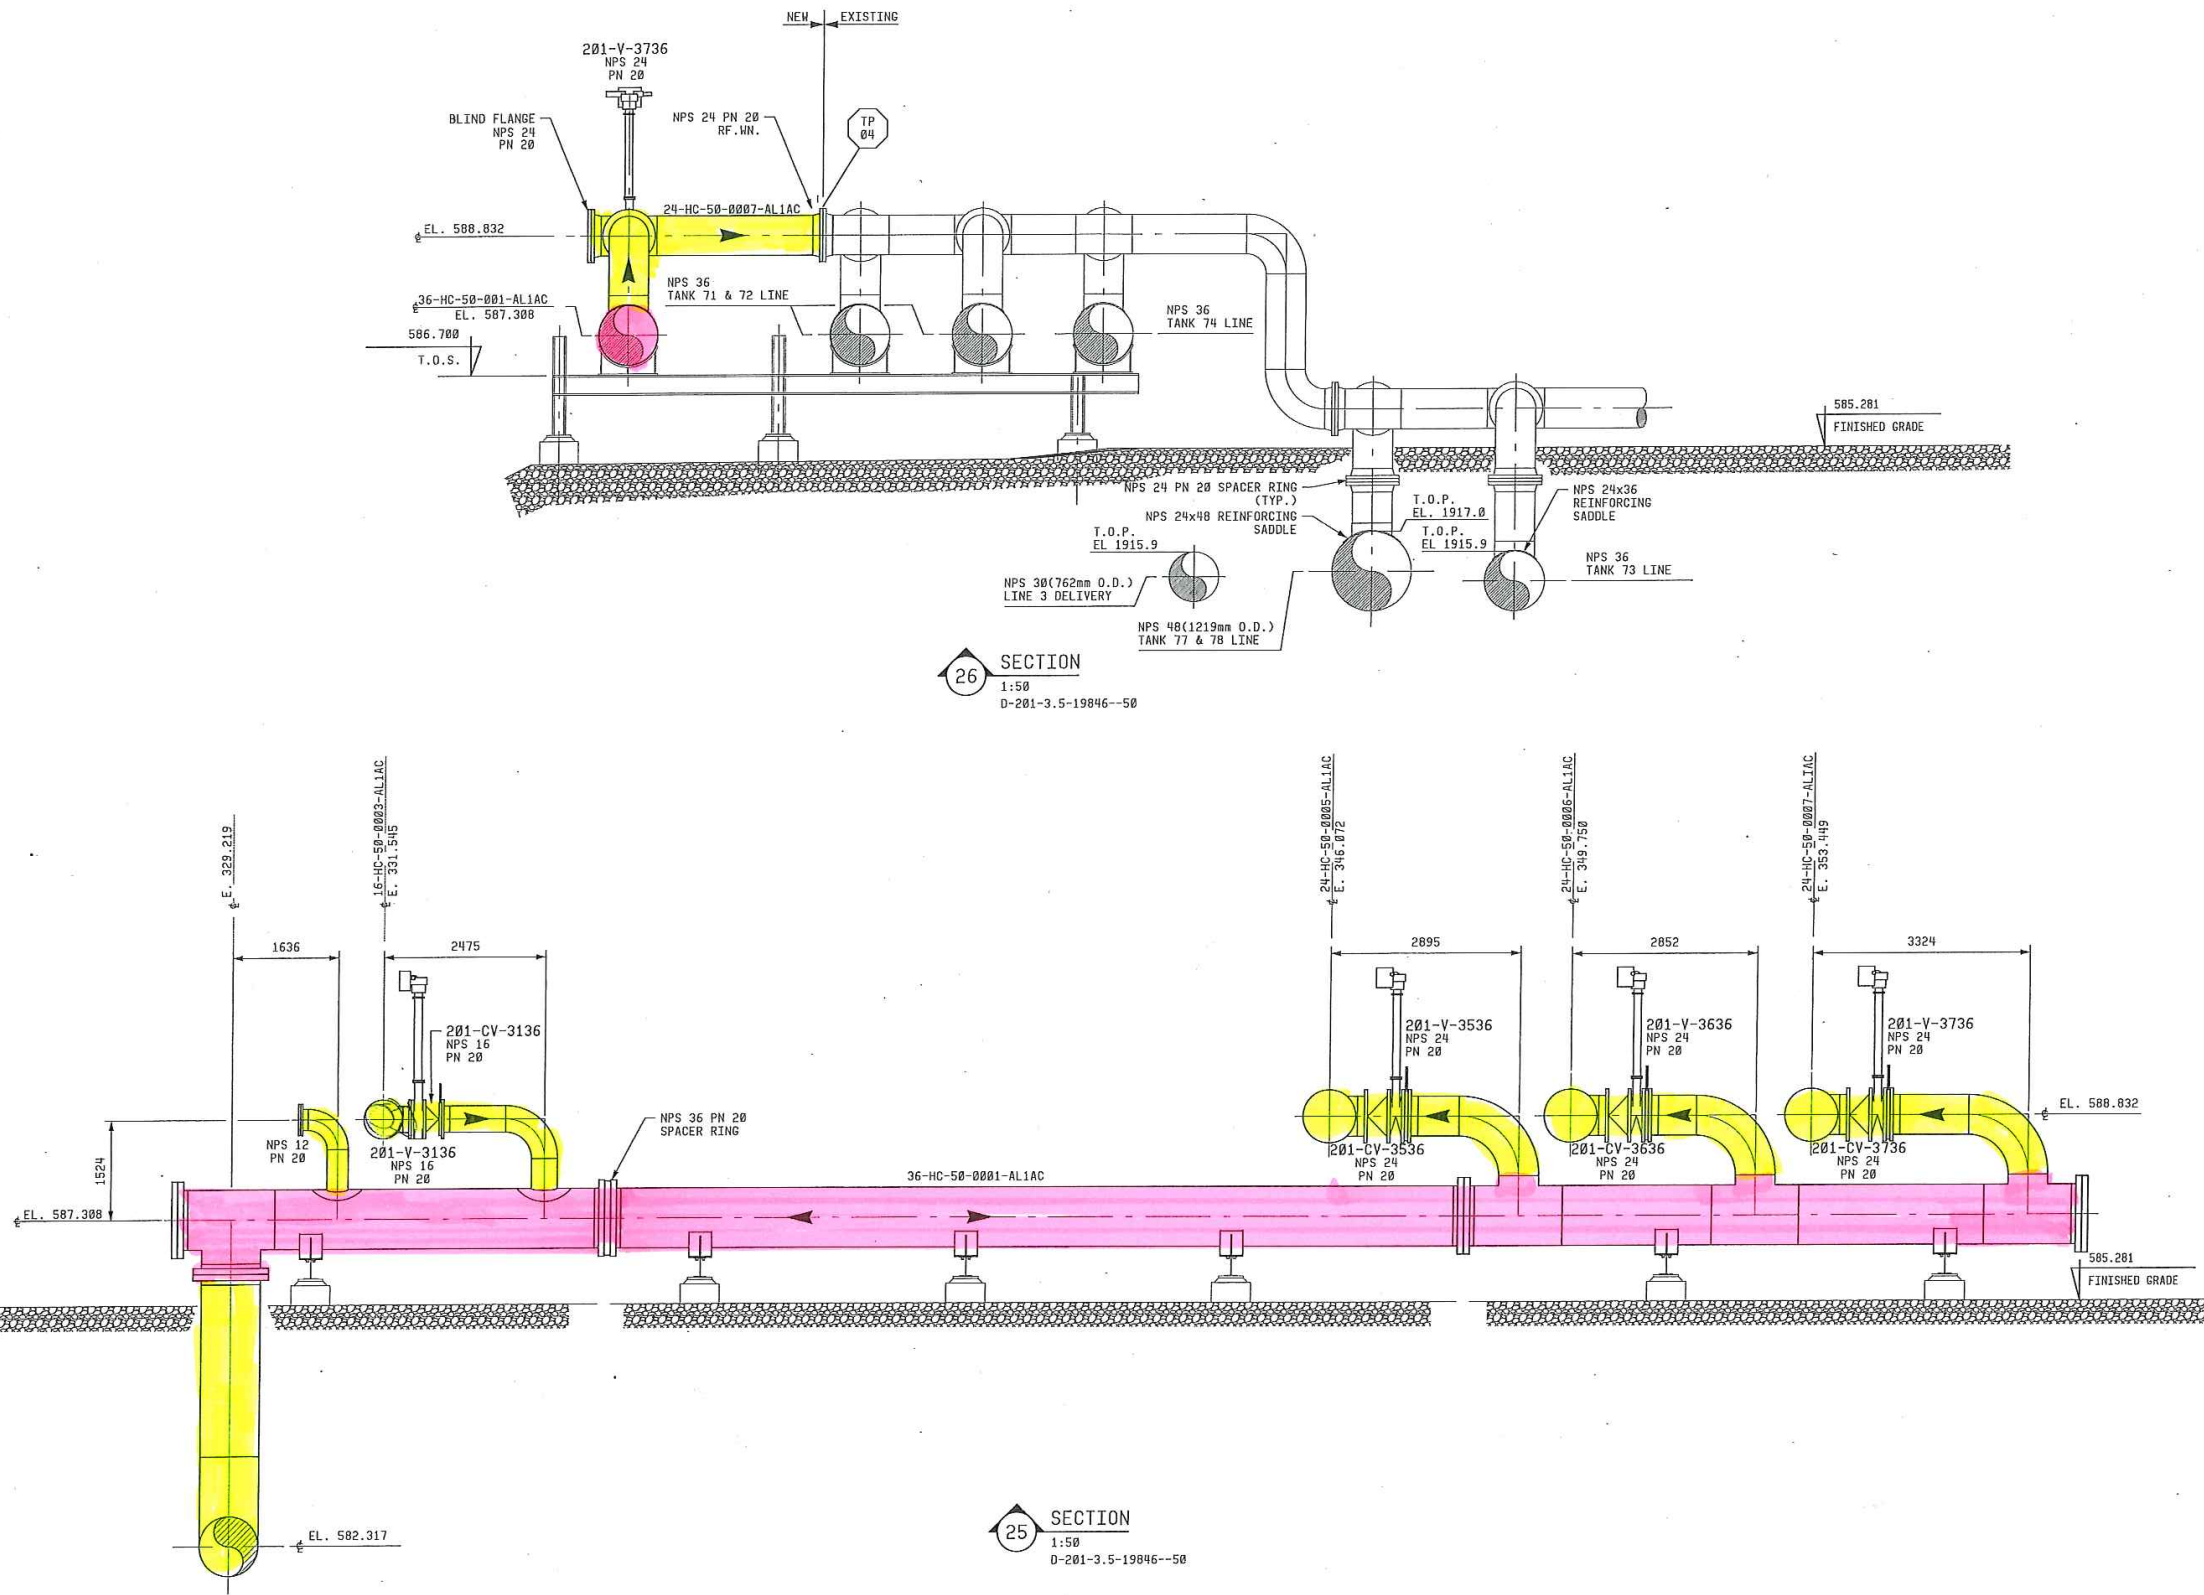 NEW
EXISTING
201-V-3736
NPS 24
PN 20
BLIND FLANGE
NPS 24
PN 20
NPS 24 PN 20
RF.WN.
TP
04
24-HC-50-0007-AL1AC
EL. 588.832
36-HC-50-001-AL1AC
EL. 587.308
NPS 36
TANK 71 & 72 LINE
NPS 36
TANK 74 LINE
586.700
T.O.S.
585.281
FINISHED GRADE
NPS 24 PN 20 SPACER RING
(TYP.)
NPS 24x48 REINFORCING
SADDLE
T.O.P.
EL. 1917.0
NPS 24x36
REINFORCING
SADDLE
T.O.P.
EL 1915.9
T.O.P.
EL 1915.9
NPS 36
TANK 73 LINE
NPS 30(762mm O.D.)
LINE 3 DELIVERY
NPS 48(1219mm O.D.)
TANK 77 & 78 LINE
26
SECTION
1:50
D-201-3.5-19846--50
E. 329.219
16-HC-50-0003-AL1AC
E. 331.545
24-HC-50-0005-AL1AC
E. 346.072
24-HC-50-0006-AL1AC
E. 349.750
24-HC-50-0007-AL1AC
E. 353.449
1636
2475
2895
2852
3324
201-CV-3136
NPS 16
PN 20
201-V-3536
NPS 24
PN 20
201-V-3636
NPS 24
PN 20
201-V-3736
NPS 24
PN 20
NPS 12
PN 20
201-V-3136
NPS 16
PN 20
NPS 36 PN 20
SPACER RING
201-CV-3536
NPS 24
PN 20
201-CV-3636
NPS 24
PN 20
201-CV-3736
NPS 24
PN 20
EL. 588.832
1524
36-HC-50-0001-AL1AC
EL. 587.308
585.281
FINISHED GRADE
EL. 582.317
25
SECTION
1:50
D-201-3.5-19846--50